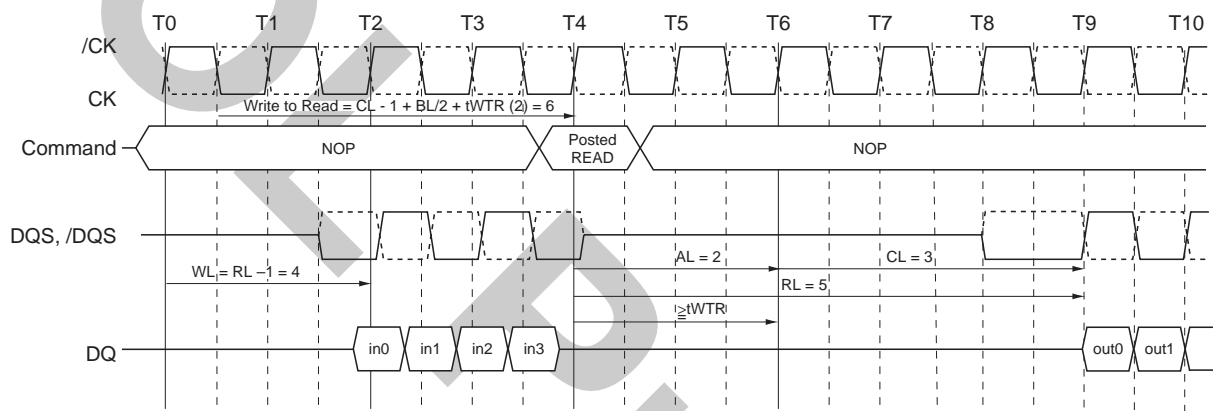 T0 T1 T2 T3 T4 T5 T6 T7 T8 T9 T10
/CK
CK
Write to Read = CL - 1 + BL/2 + tWTR (2) = 6
Command
NOP
Posted
READ
NOP
DQS, /DQS
AL = 2
CL = 3
WL = RL –1 = 4
RL = 5
≧tWTR
DQ
in0 in1 in2 in3
out0 out1